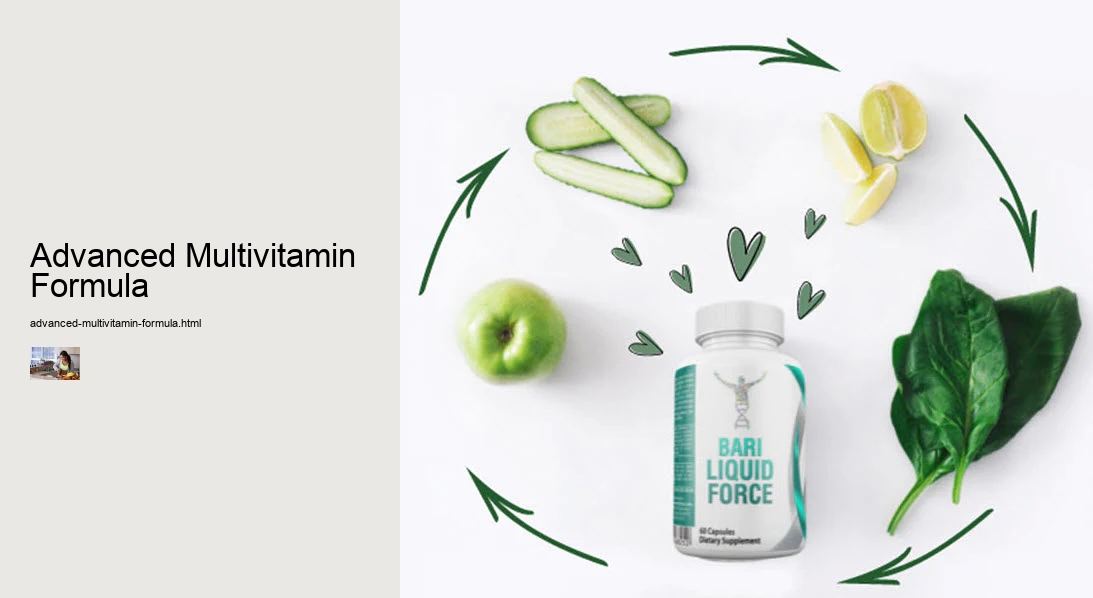 Advanced Multivitamin
Formula
advanced-multivitamin-formula.html
BARI
LIQUID
FORCE
60 Capsules
Dietary Supplement